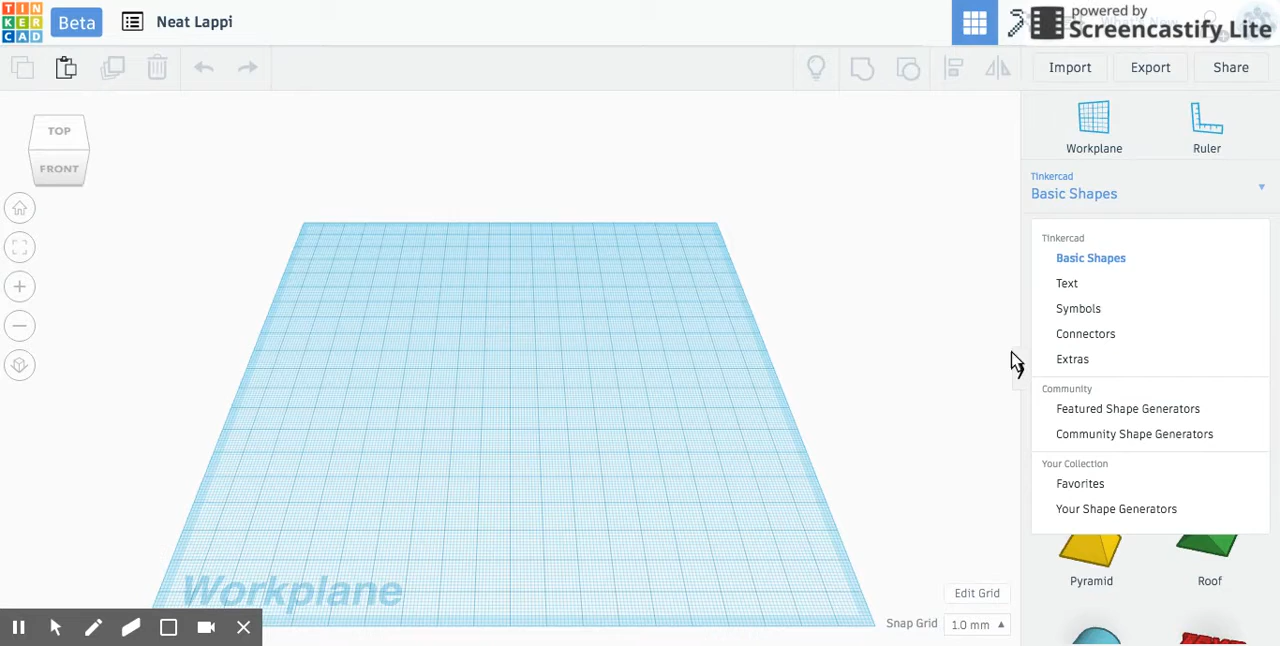 TIN
KER
CAD
Beta
Neat Lappi
powered by
Screencastify Lite
Import
Export
Share
TOP
FRONT
Workplane
Ruler
Tinkercad
Basic Shapes
Tinkercad
Basic Shapes
Text
Symbols
Connectors
Extras
Community
Featured Shape Generators
Community Shape Generators
Your Collection
Favorites
Your Shape Generators
Pyramid
Roof
Workplane
Edit Grid
Snap Grid
1.0 mm